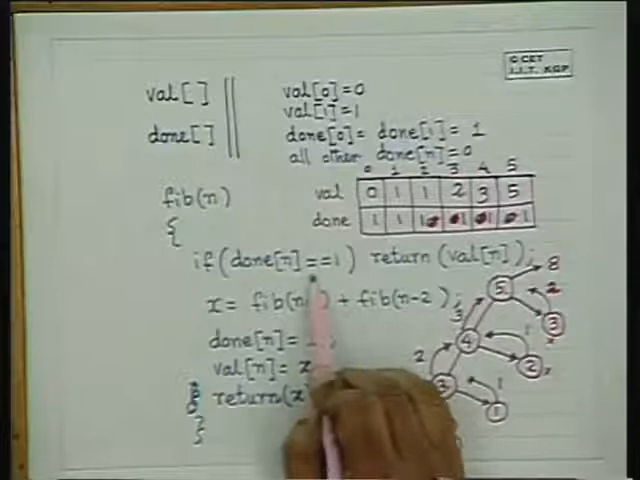 © CET
I.I.T. KGP
val[ ]
done[ ]
val[0]=0
val[1]=1
done[0]= done[1]= 1
all other done[n]=0
0 1 2 3 4 5
val 0 1 1 2 3 5
done 1 1 1 1 1 1
fib(n)
{
if(done[n]==1) return(val[n]);
x= fib(n + fib(n-2);
done[n]=
val[n]= x
return(x
}
5 8
3 2
4 3
2 1
3 2
1 1